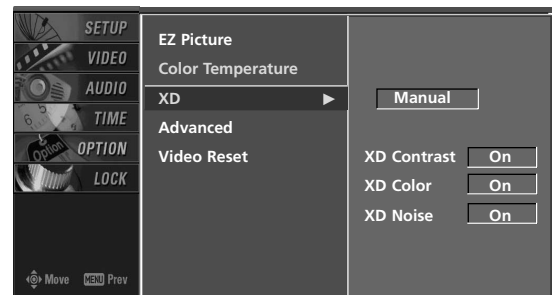 SETUP
VIDEO
AUDIO
TIME
OPTION
LOCK
Move MENU Prev
EZ Picture
Color Temperature
XD ►
Advanced
Video Reset
Manual
XD Contrast On
XD Color On
XD Noise On